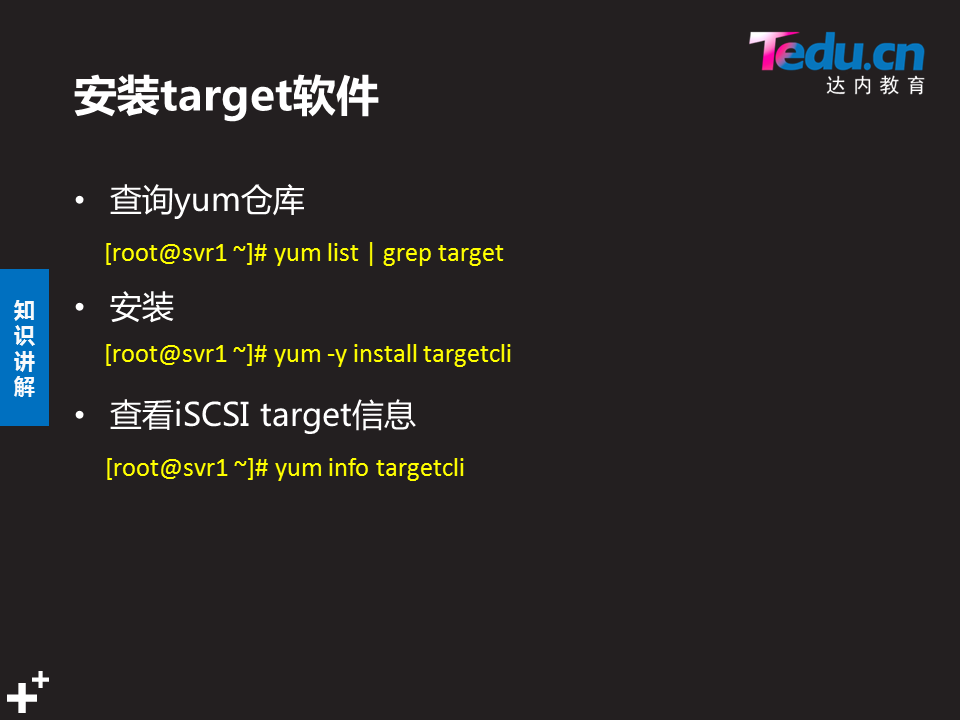 Tedu.cn
达内教育
安装target软件
• 查询yum仓库
[root@svr1 ~]# yum list | grep target
• 安装
[root@svr1 ~]# yum -y install targetcli
• 查看iSCSI target信息
[root@svr1 ~]# yum info targetcli
知识讲解